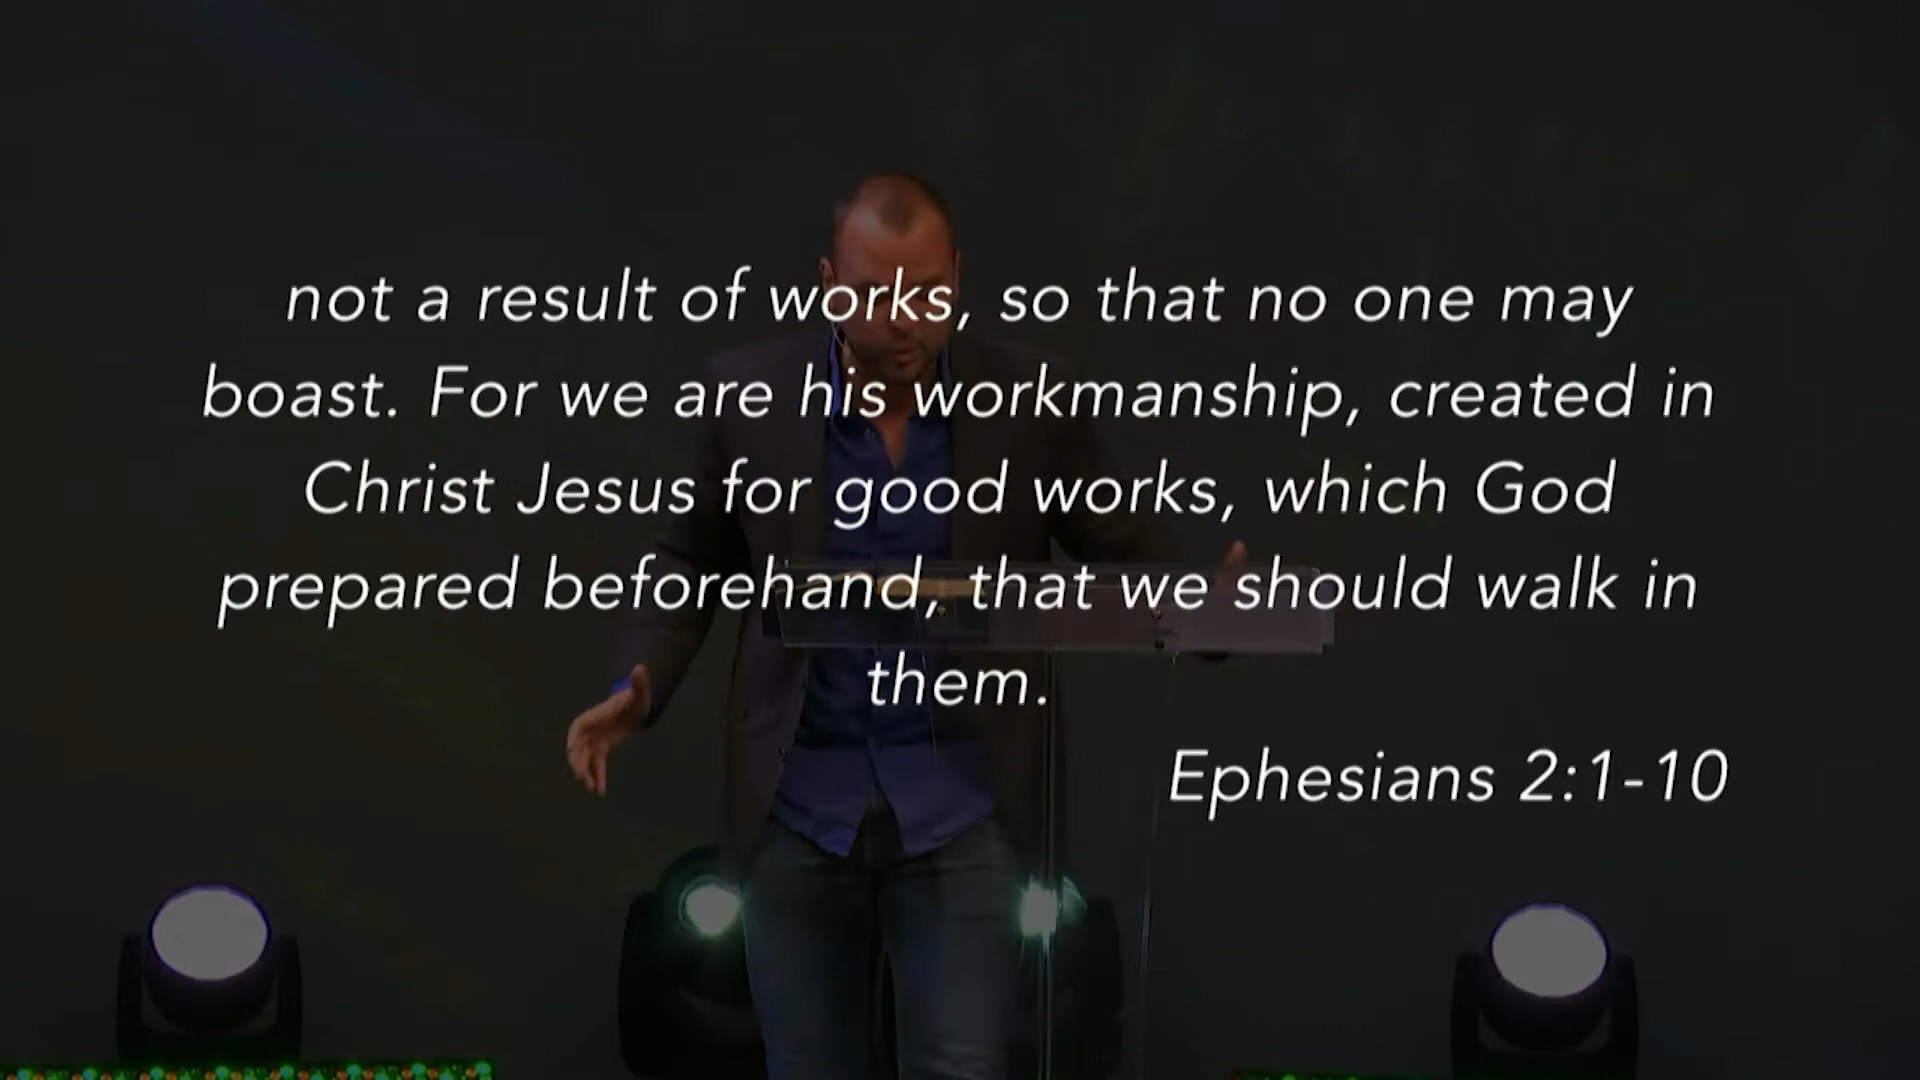 not a result of works, so that no one may
boast. For we are his workmanship, created in
Christ Jesus for good works, which God
prepared beforehand, that we should walk in
them.
Ephesians 2:1-10